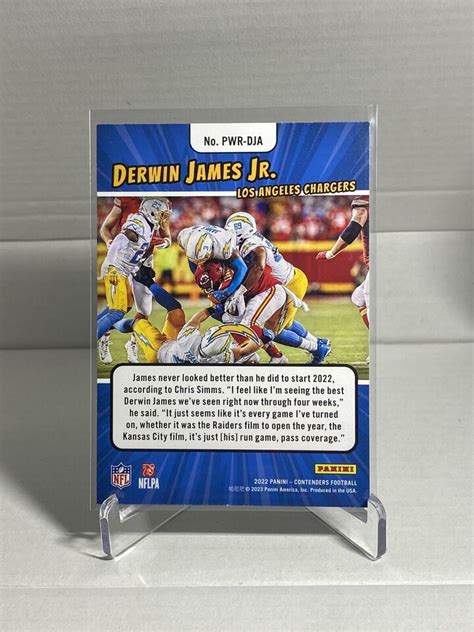 No. PWR-DJA
DERWIN JAMES JR.
LOS ANGELES CHARGERS
James never looked better than he did to start 2022,
according to Chris Simms. “I feel like I’m seeing the best
Derwin James we’ve seen right now through four weeks,”
he said. “It just seems like it’s every game I’ve turned
on, whether it was the Raiders film to open the year, the
Kansas City film, it’s just [his] run game, pass coverage.”
NFL
NFLPA
PANINI
2022 PANINI - CONTENDERS FOOTBALL
© 2023 Panini America, Inc. Produced in the USA.